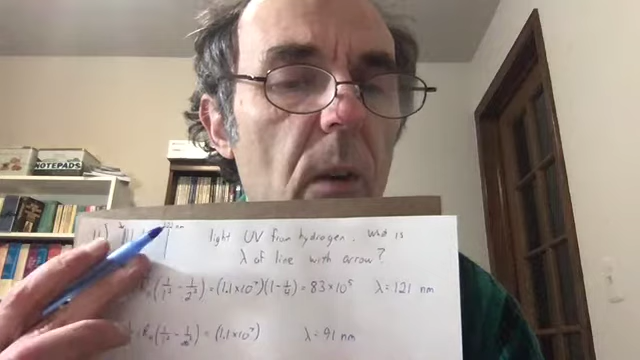 NOTEPADS
light UV from hydrogen. What is
λ of line with arrow?
(1/1² - 1/2²) = (1.1×10⁷)(1-1/4) = 83×10⁵ λ=121 nm
(1/1² - 1/∞²) = (1.1×10⁷) λ=91 nm